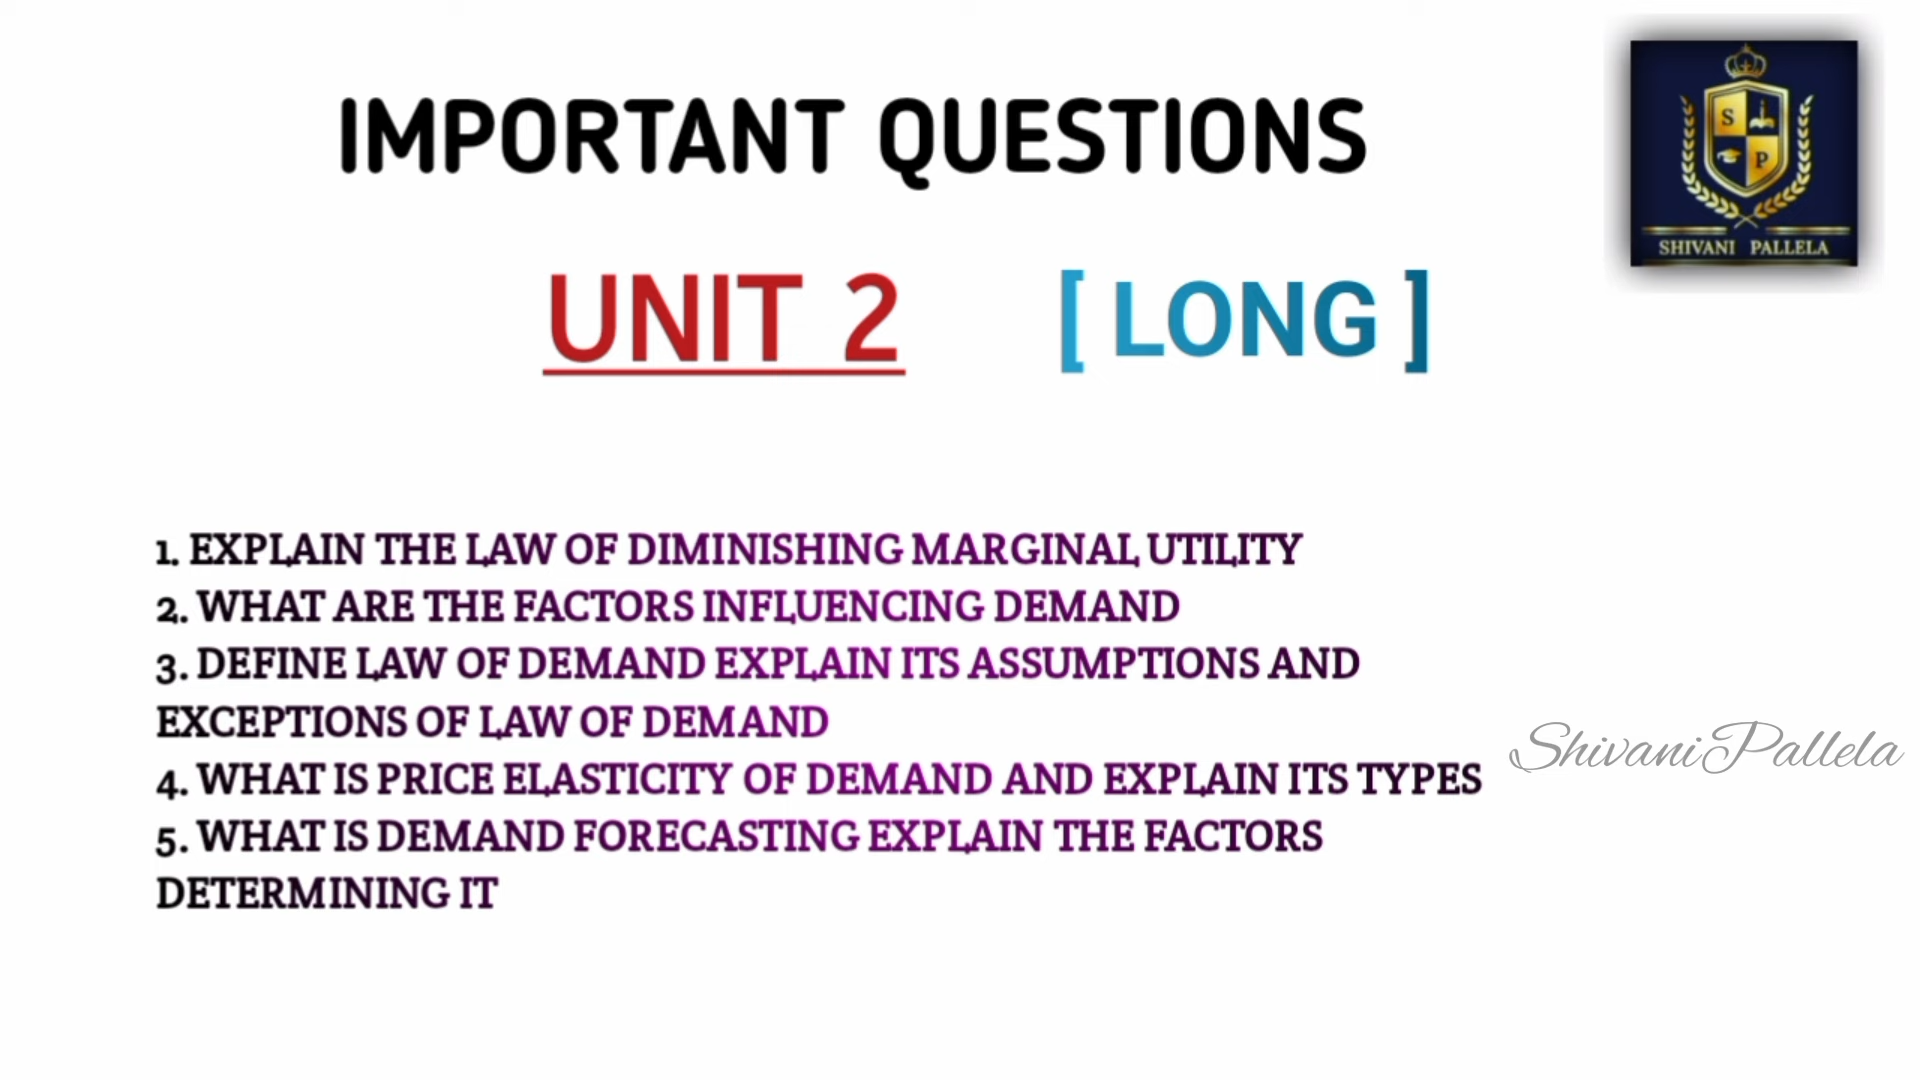 IMPORTANT QUESTIONS
UNIT 2 [ LONG ]
S
P
SHIVANI PALLELA
1. EXPLAIN THE LAW OF DIMINISHING MARGINAL UTILITY
2. WHAT ARE THE FACTORS INFLUENCING DEMAND
3. DEFINE LAW OF DEMAND EXPLAIN ITS ASSUMPTIONS AND
EXCEPTIONS OF LAW OF DEMAND
4. WHAT IS PRICE ELASTICITY OF DEMAND AND EXPLAIN ITS TYPES
5. WHAT IS DEMAND FORECASTING EXPLAIN THE FACTORS
DETERMINING IT
Shivani Pallela